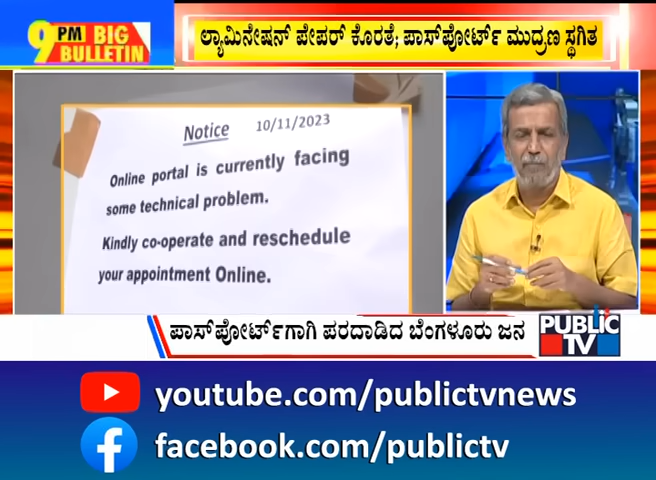 9 PM BIG BULLETIN
ಲ್ಯಾಮಿನೇಷನ್ ಪೇಪರ್ ಕೊರತೆ; ಪಾಸ್‌ಪೋರ್ಟ್ ಮುದ್ರಣ ಸ್ಥಗಿತ
Notice 10/11/2023
Online portal is currently facing
some technical problem.
Kindly co-operate and reschedule
your appointment Online.
ಪಾಸ್‌ಪೋರ್ಟ್‌ಗಾಗಿ ಪರದಾಡಿದ ಬೆಂಗಳೂರು ಜನ
PUBLIC
TV
youtube.com/publictvnews
facebook.com/publictv